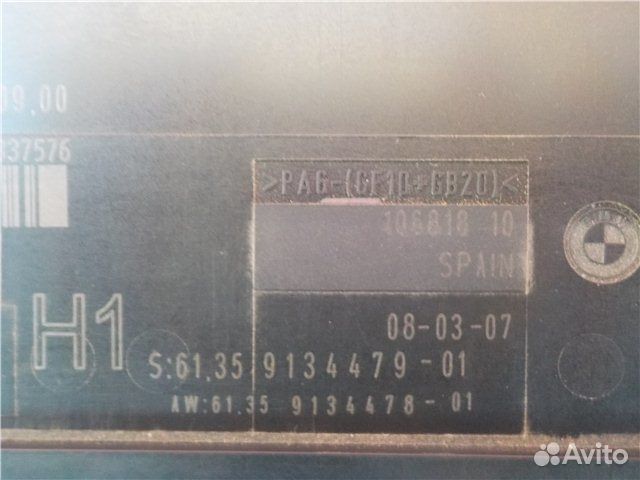 09.00
837576
>PA6-(GF10+GB20)<
106818 10
SPAIN
H1
08-03-07
S:61.35 9134479-01
AW:61.35 9134478-01
Avito